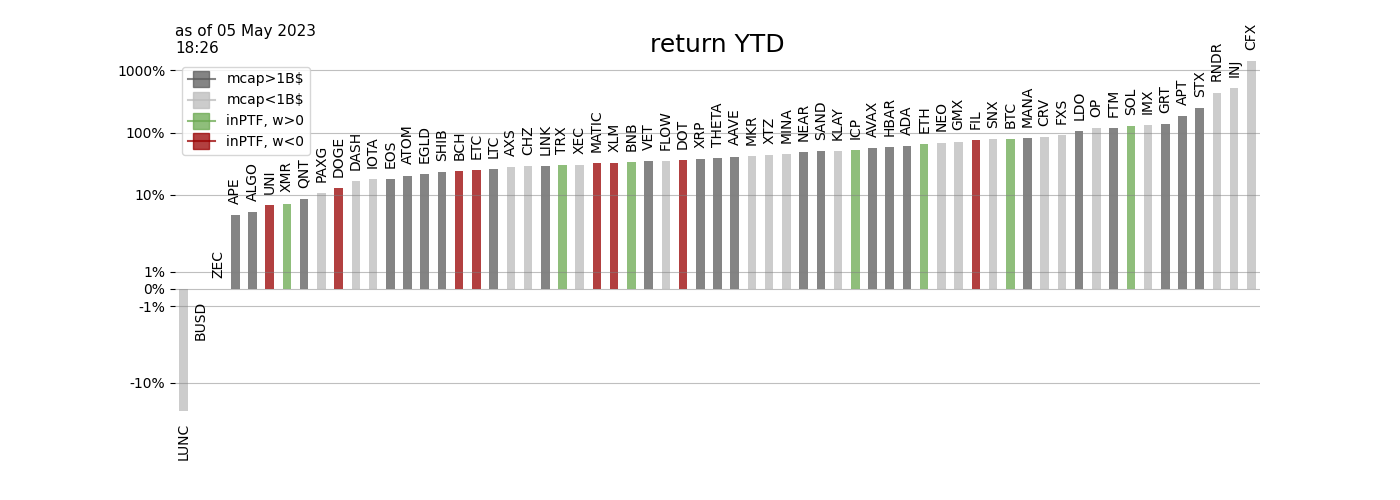 as of 05 May 2023
18:26
return YTD
1000%
100%
10%
1%
0%
-1%
-10%
mcap>1B$
mcap<1B$
inPTF, w>0
inPTF, w<0
LUNC
BUSD
ZEC
APE
ALGO
UNI
XMR
QNT
PAXG
DOGE
DASH
IOTA
EOS
ATOM
EGLD
SHIB
BCH
ETC
LTC
AXS
CHZ
LINK
TRX
XEC
MATIC
XLM
BNB
VET
FLOW
DOT
XRP
THETA
AAVE
MKR
XTZ
MINA
NEAR
SAND
KLAY
ICP
AVAX
HBAR
ADA
ETH
NEO
GMX
FIL
SNX
BTC
MANA
CRV
FXS
LDO
OP
FTM
SOL
IMX
GRT
APT
STX
RNDR
INJ
CFX